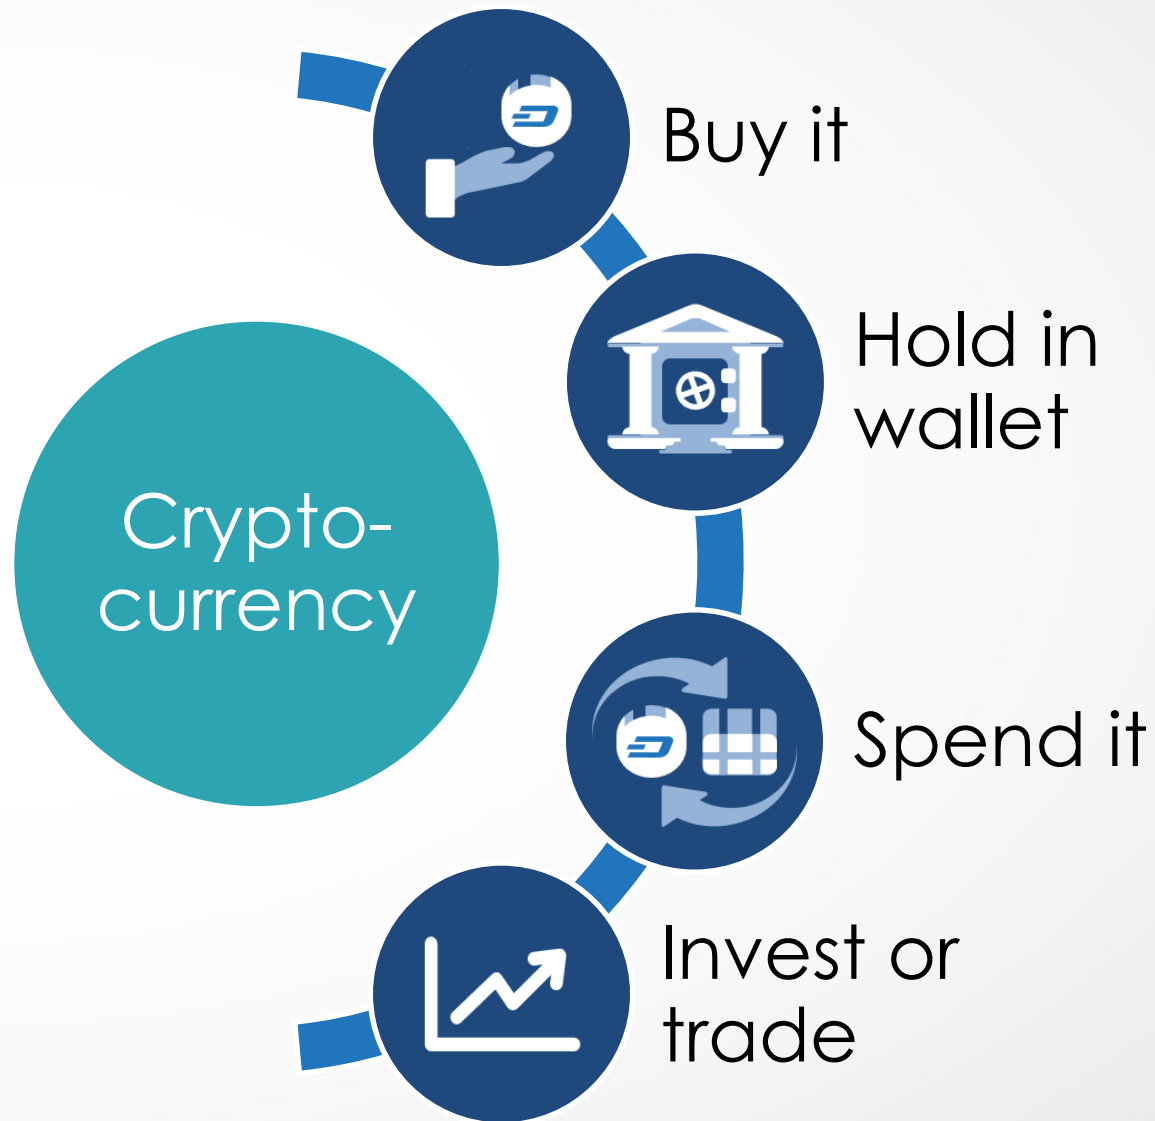 Buy it
Hold in
wallet
Crypto-
currency
Spend it
Invest or
trade